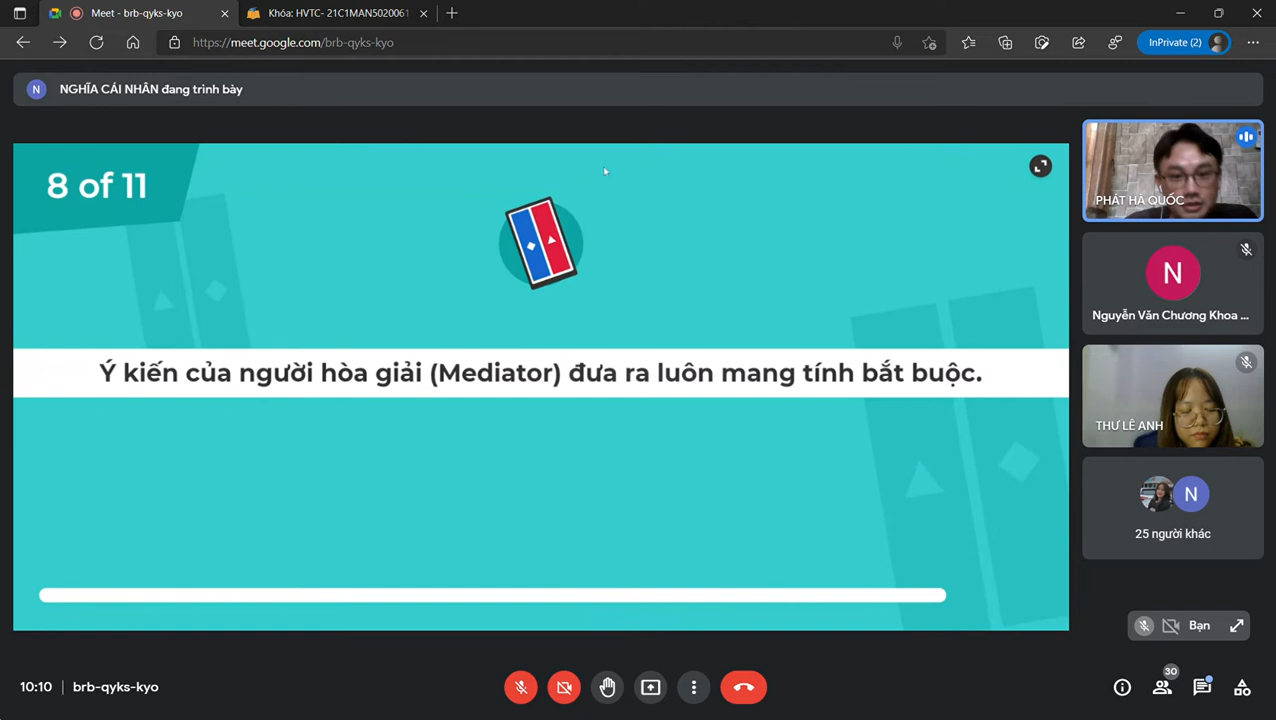 Meet - brb-qyks-kyo
Khóa: HVTC- 21C1MAN5020061
https://meet.google.com/brb-qyks-kyo
InPrivate (2)
N
NGHĨA CÁI NHÂN đang trình bày
8 of 11
Ý kiến của người hòa giải (Mediator) đưa ra luôn mang tính bắt buộc.
PHÁT HÀ QUỐC
N
Nguyễn Văn Chương Khoa ...
THƯ LÊ ANH
N
25 người khác
Bạn
10:10
brb-qyks-kyo
30